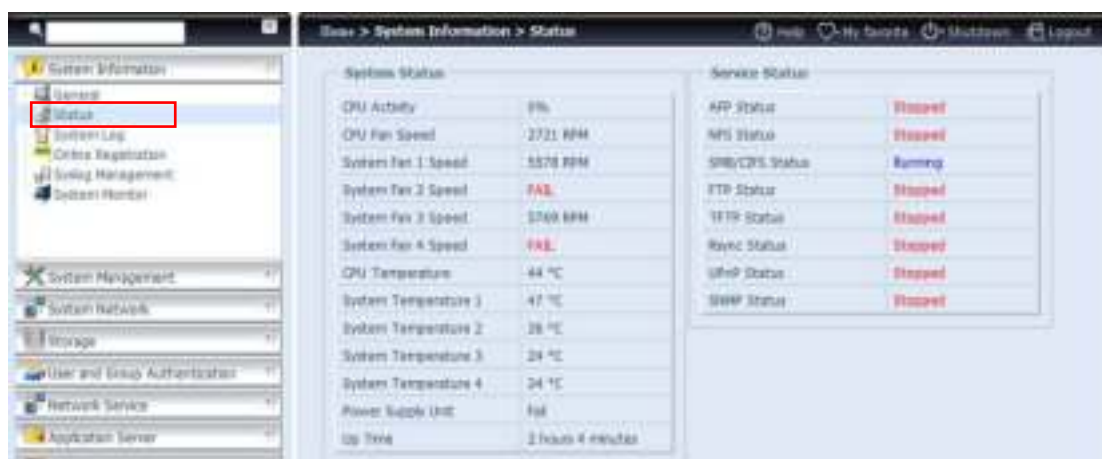 Home > System Information > Status
Help
My favorite
Shutdown
Logout
System Information
General
Status
System Log
Online Registration
Syslog Management
System Monitor
System Management
System Network
Storage
User and Group Authentication
Network Service
Application Server
System Status
CPU Activity 0%
CPU Fan Speed 2721 RPM
System Fan 1 Speed 5578 RPM
System Fan 2 Speed FAIL
System Fan 3 Speed 5769 RPM
System Fan 4 Speed FAIL
CPU Temperature 44 °C
System Temperature 1 47 °C
System Temperature 2 26 °C
System Temperature 3 24 °C
System Temperature 4 24 °C
Power Supply Unit Fail
Up Time 2 hours 4 minutes
Service Status
AFP Status Stopped
NFS Status Stopped
SMB/CIFS Status Running
FTP Status Stopped
TFTP Status Stopped
Rsync Status Stopped
UPnP Status Stopped
SNMP Status Stopped